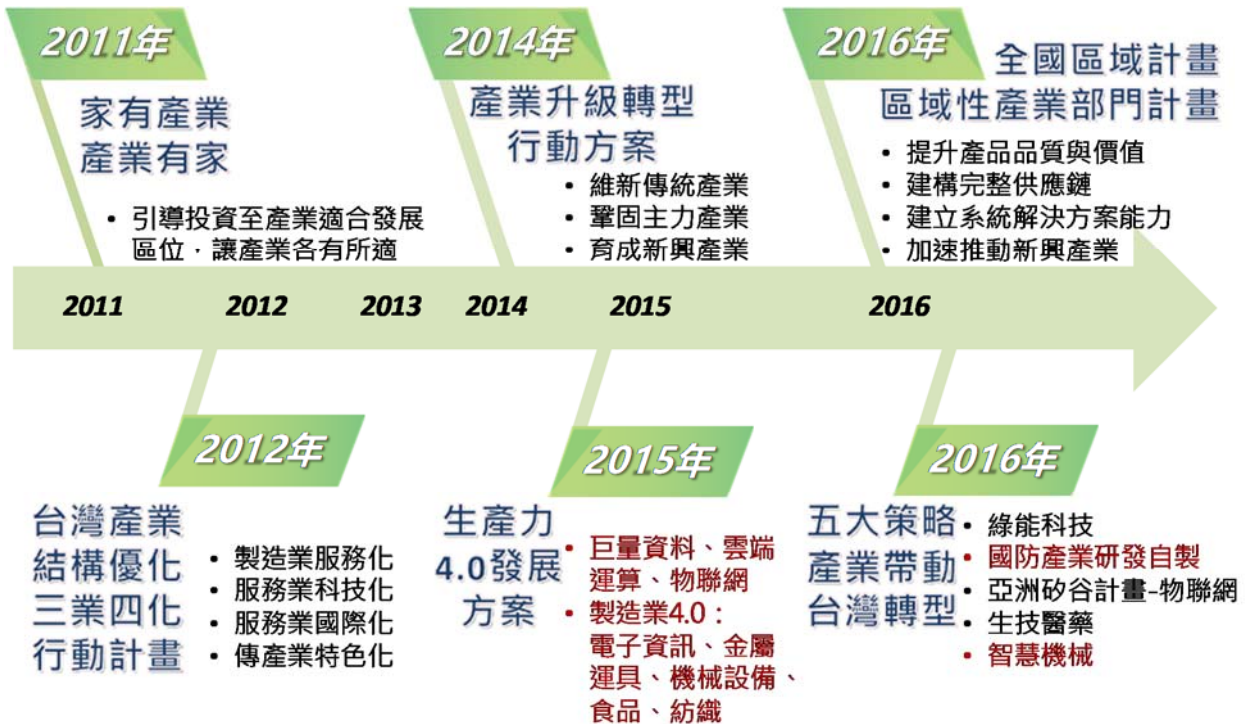 2011年
家有產業
產業有家
• 引導投資至產業適合發展
區位，讓產業各有所適
2014年
產業升級轉型
行動方案
• 維新傳統產業
• 鞏固主力產業
• 育成新興產業
2016年
全國區域計畫
區域性產業部門計畫
• 提升產品品質與價值
• 建構完整供應鏈
• 建立系統解決方案能力
• 加速推動新興產業
2011 2012 2013 2014 2015 2016
2012年
台灣產業
結構優化
三業四化
行動計畫
• 製造業服務化
• 服務業科技化
• 服務業國際化
• 傳產業特色化
2015年
生產力
4.0發展
方案
• 巨量資料、雲端
運算、物聯網
• 製造業4.0：
電子資訊、金屬
運具、機械設備、
食品、紡織
2016年
五大策略
產業帶動
台灣轉型
• 綠能科技
• 國防產業研發自製
• 亞洲矽谷計畫-物聯網
• 生技醫藥
• 智慧機械